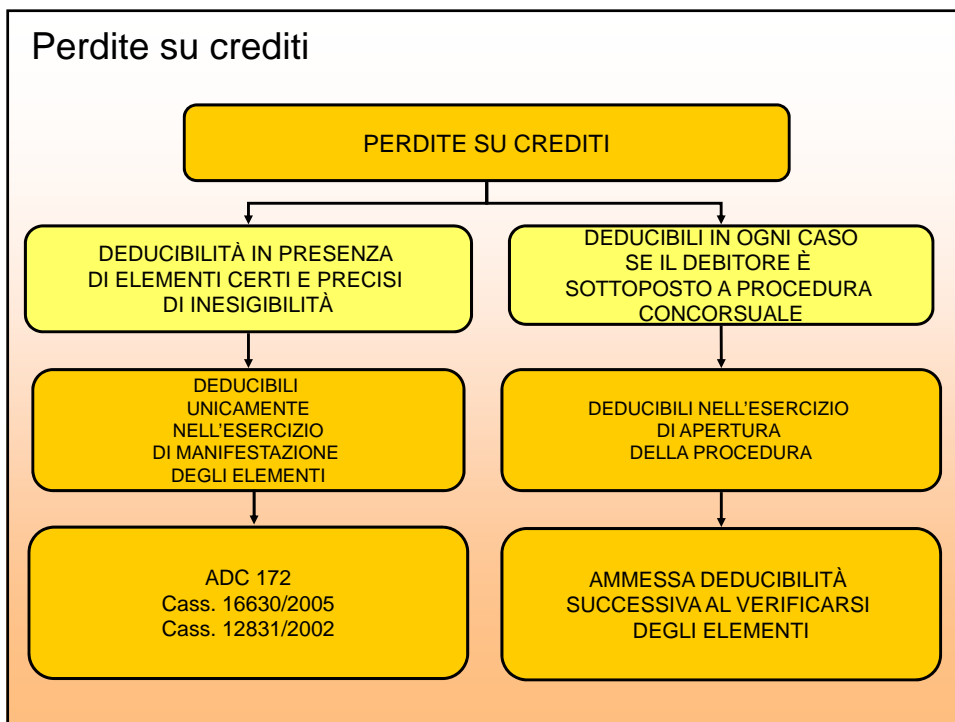 Perdite su crediti
PERDITE SU CREDITI
DEDUCIBILITÀ IN PRESENZA
DI ELEMENTI CERTI E PRECISI
DI INESIGIBILITÀ
DEDUCIBILI IN OGNI CASO
SE IL DEBITORE È
SOTTOPOSTO A PROCEDURA
CONCORSUALE
DEDUCIBILI
UNICAMENTE
NELL'ESERCIZIO
DI MANIFESTAZIONE
DEGLI ELEMENTI
DEDUCIBILI NELL'ESERCIZIO
DI APERTURA
DELLA PROCEDURA
ADC 172
Cass. 16630/2005
Cass. 12831/2002
AMMESSA DEDUCIBILITÀ
SUCCESSIVA AL VERIFICARSI
DEGLI ELEMENTI